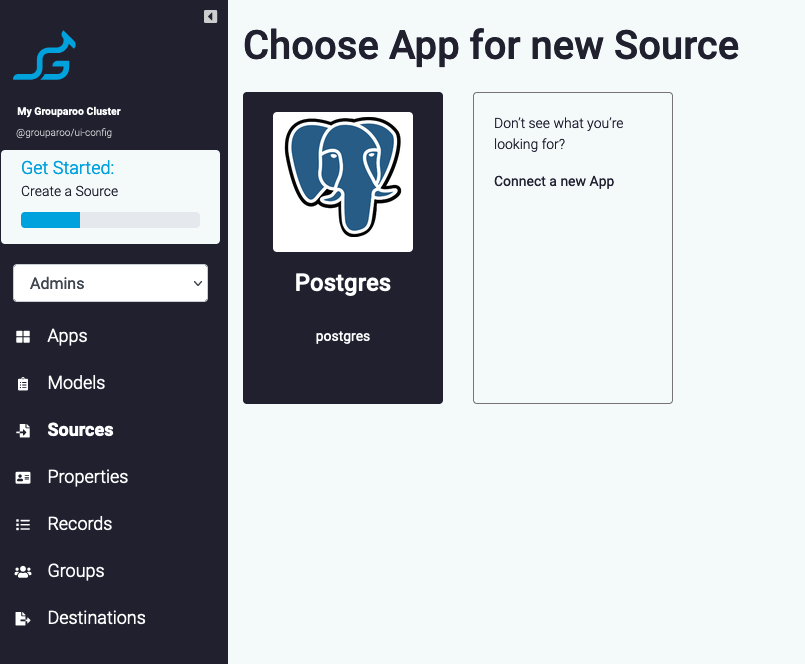 My Grouparoo Cluster
@grouparoo/ui-config
Get Started:
Create a Source
Admins
Apps
Models
Sources
Properties
Records
Groups
Destinations
Choose App for new Source
Postgres
postgres
Don't see what you're
looking for?
Connect a new App